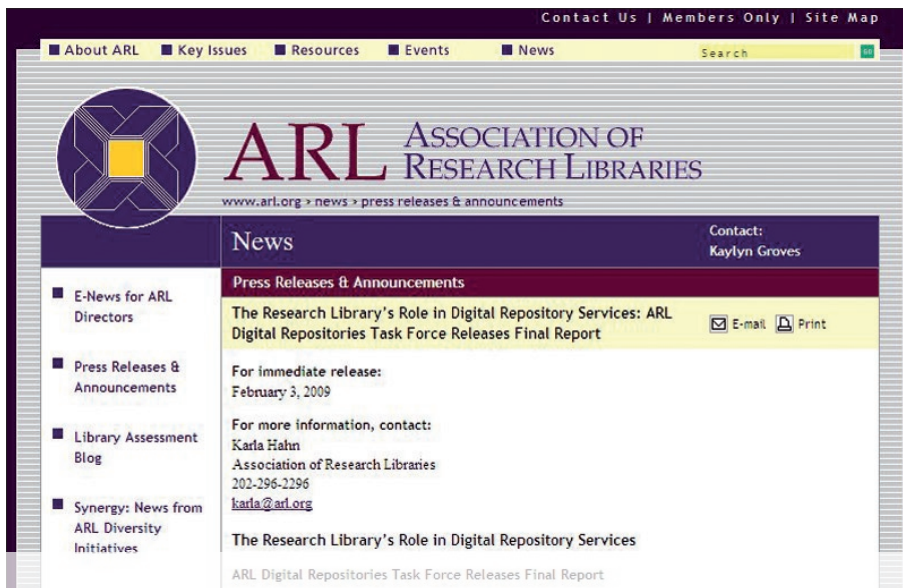 Contact Us | Members Only | Site Map
About ARL Key Issues Resources Events News Search GO
ARL ASSOCIATION OF
RESEARCH LIBRARIES
www.arl.org › news › press releases & announcements
News
Contact:
Kaylyn Groves
E-News for ARL
Directors
Press Releases &
Announcements
Library Assessment
Blog
Synergy: News from
ARL Diversity
Initiatives
Press Releases & Announcements
The Research Library's Role in Digital Repository Services: ARL
Digital Repositories Task Force Releases Final Report
E-mail Print
For immediate release:
February 3, 2009
For more information, contact:
Karla Hahn
Association of Research Libraries
202-296-2296
karla@arl.org
The Research Library's Role in Digital Repository Services
ARL Digital Repositories Task Force Releases Final Report